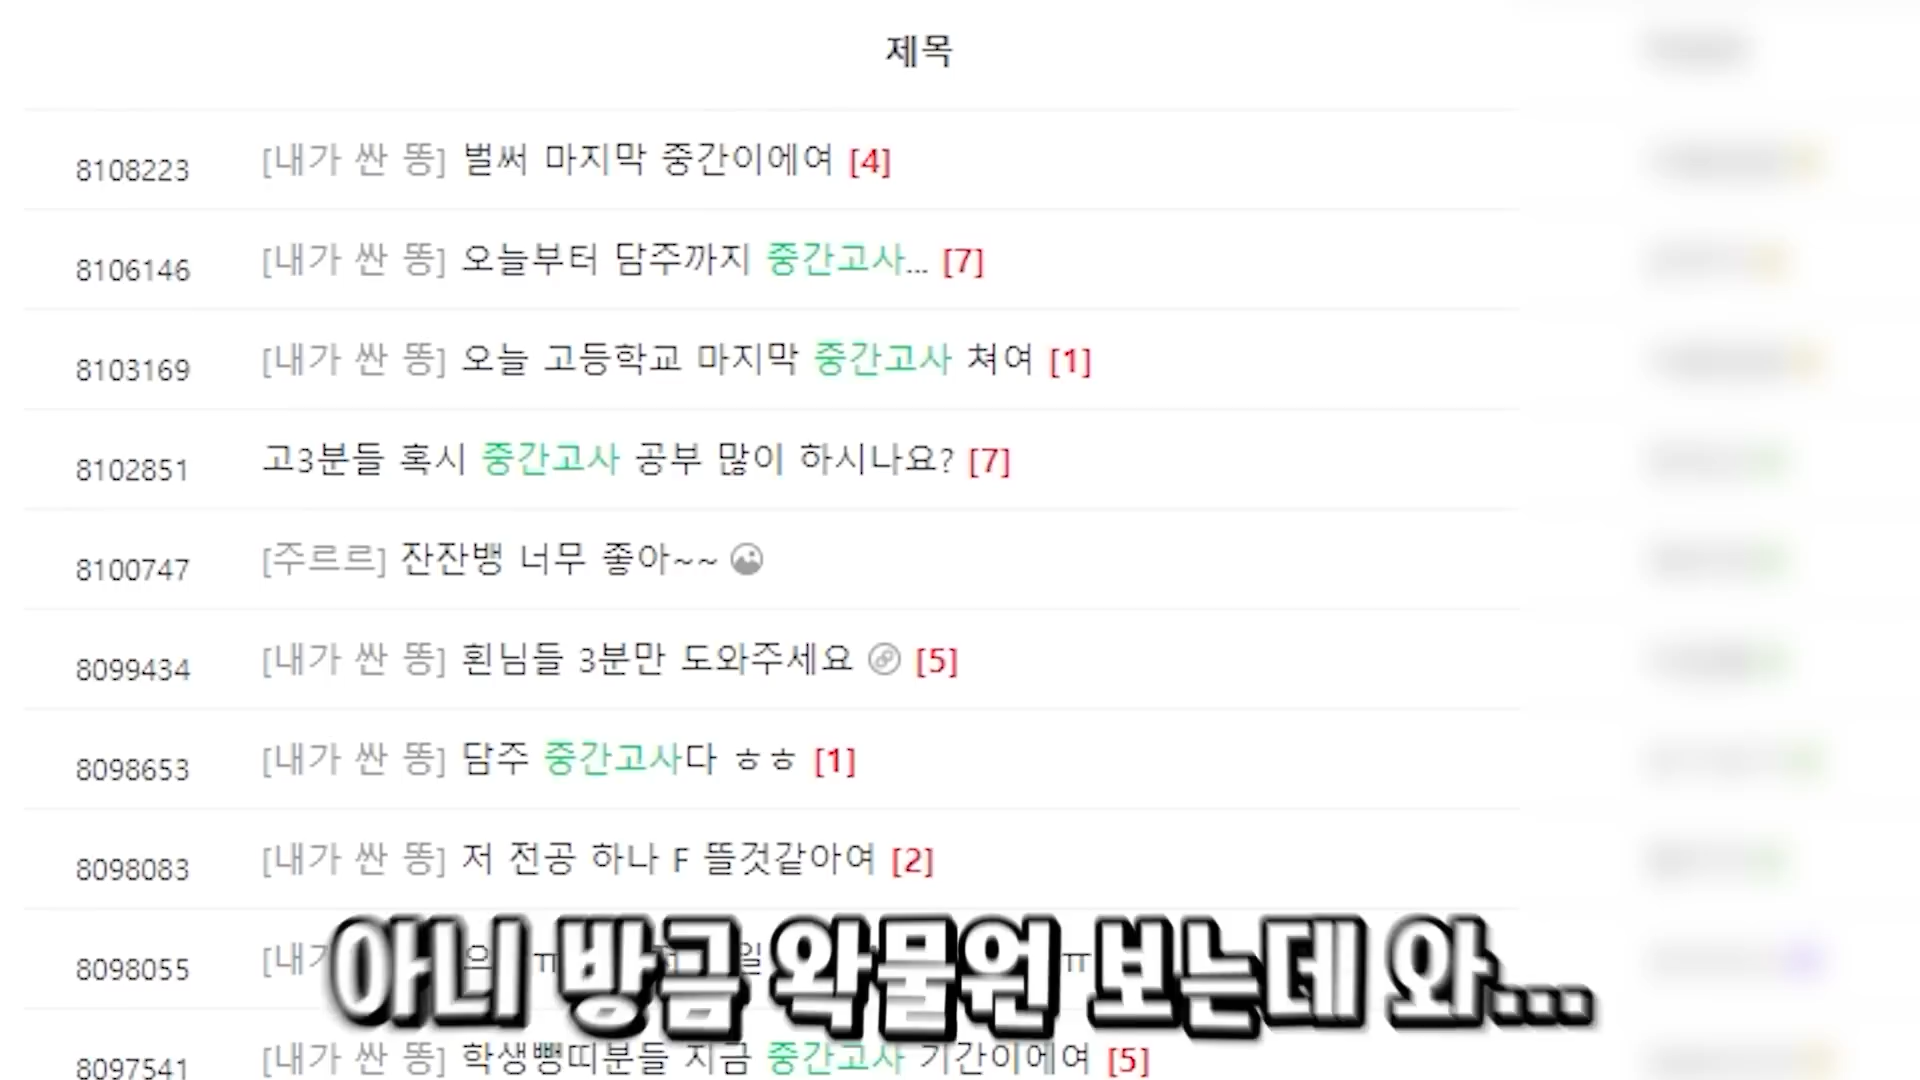 제목
8108223 [내가 싼 똥] 벌써 마지막 중간이에여 [4]
8106146 [내가 싼 똥] 오늘부터 담주까지 중간고사... [7]
8103169 [내가 싼 똥] 오늘 고등학교 마지막 중간고사 쳐여 [1]
8102851 고3분들 혹시 중간고사 공부 많이 하시나요? [7]
8100747 [주르르] 잔잔뱅 너무 좋아~~
8099434 [내가 싼 똥] 횐님들 3분만 도와주세요 [5]
8098653 [내가 싼 똥] 담주 중간고사다 ㅎㅎ [1]
8098083 [내가 싼 똥] 저 전공 하나 F 뜰것같아여 [2]
8098055 [내가
아니 방금 왁물원 보는데 와...
8097541 [내가 싼 똥] 학생뺑띠분들 지금 중간고사 기간이에여 [5]